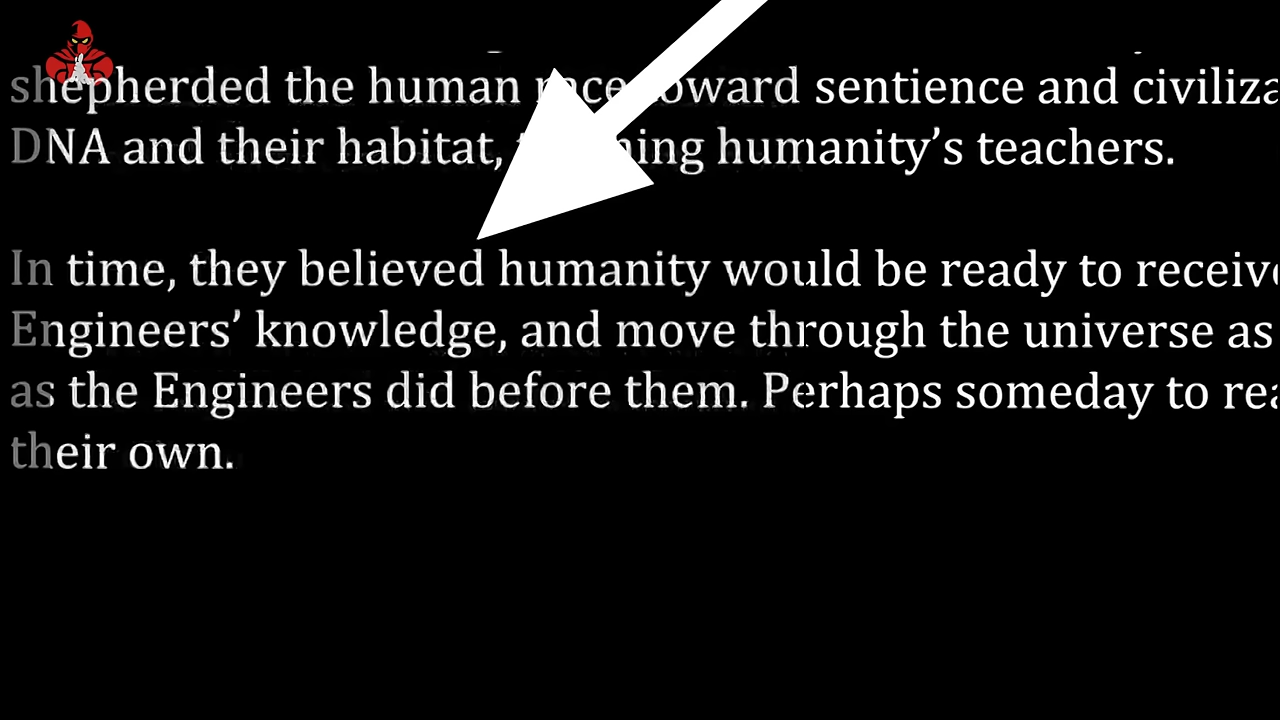 shepherded the human race toward sentience and civiliza
DNA and their habitat, humanity's teachers.
In time, they believed humanity would be ready to receive
Engineers' knowledge, and move through the universe as
as the Engineers did before them. Perhaps someday to rea
their own.